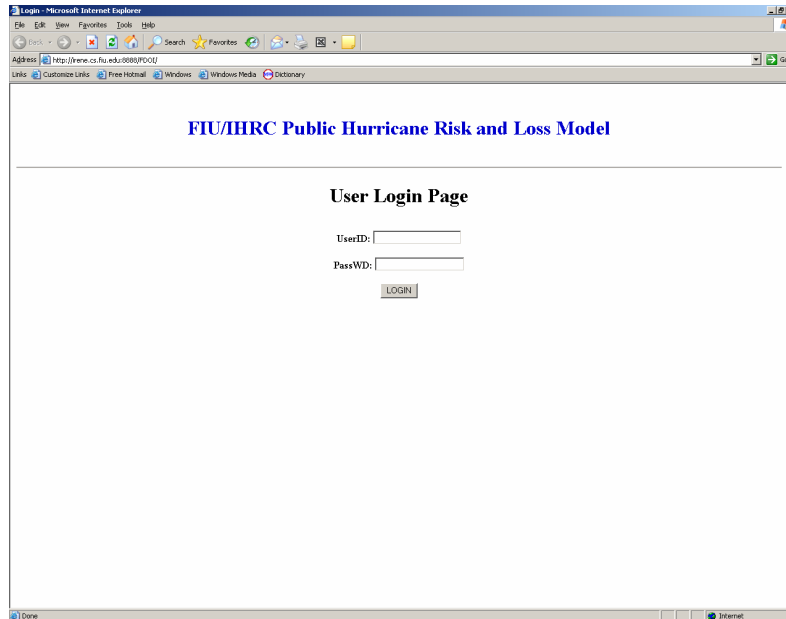 Login - Microsoft Internet Explorer
File Edit View Favorites Tools Help
Back Search Favorites
Address http://irene.cs.fiu.edu:8888/PDOI/ Go
Links Customize Links Free Hotmail Windows Windows Media Dictionary
FIU/IHRC Public Hurricane Risk and Loss Model
User Login Page
UserID:
PassWD:
LOGIN
Done Internet